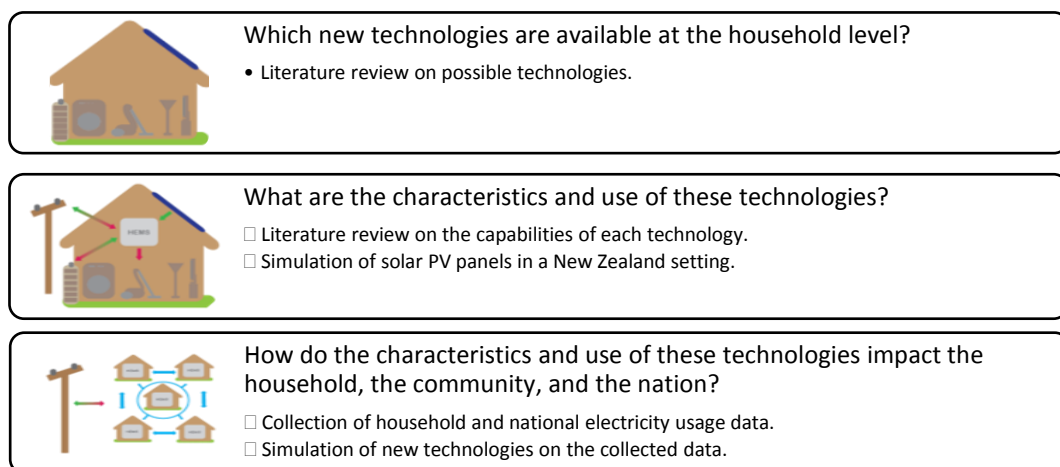 Which new technologies are available at the household level?
• Literature review on possible technologies.
What are the characteristics and use of these technologies?
HEMS
□ Literature review on the capabilities of each technology.
□ Simulation of solar PV panels in a New Zealand setting.
How do the characteristics and use of these technologies impact the
household, the community, and the nation?
□ Collection of household and national electricity usage data.
□ Simulation of new technologies on the collected data.